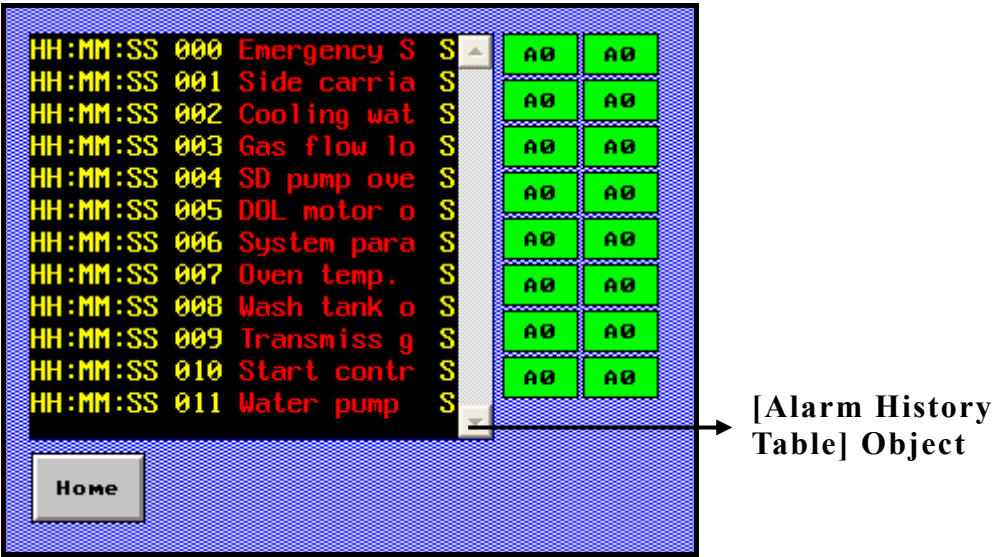 HH:MM:SS 000 Emergency S S
HH:MM:SS 001 Side carria S
HH:MM:SS 002 Cooling wat S
HH:MM:SS 003 Gas flow lo S
HH:MM:SS 004 SD pump ove S
HH:MM:SS 005 DOL motor o S
HH:MM:SS 006 System para S
HH:MM:SS 007 Oven temp. S
HH:MM:SS 008 Wash tank o S
HH:MM:SS 009 Transmiss g S
HH:MM:SS 010 Start contr S
HH:MM:SS 011 Water pump S
A0 A0
A0 A0
A0 A0
A0 A0
A0 A0
A0 A0
A0 A0
A0 A0
[Alarm History
Table] Object
Home